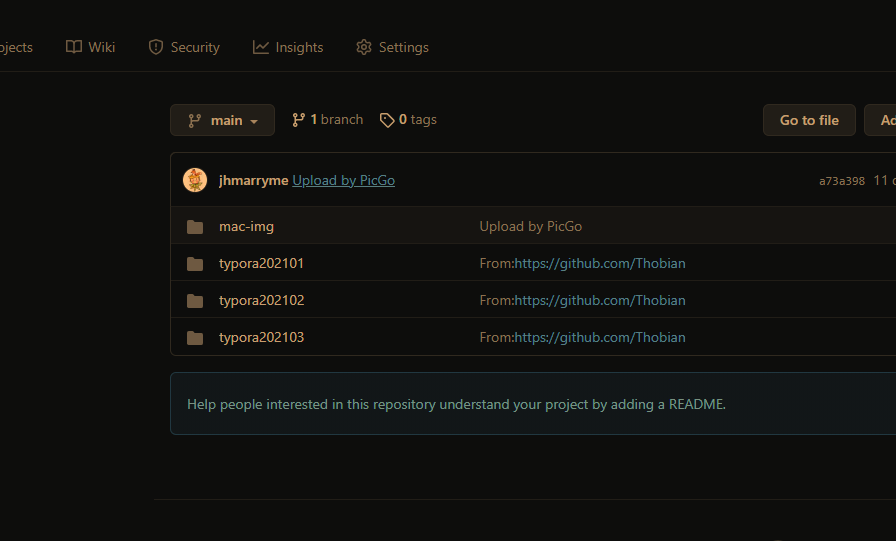 Wiki Security Insights Settings
main 1 branch 0 tags Go to file
jhmarryme Upload by PicGo a73a398 11
mac-img Upload by PicGo
typora202101 From:https://github.com/Thobian
typora202102 From:https://github.com/Thobian
typora202103 From:https://github.com/Thobian
Help people interested in this repository understand your project by adding a README.